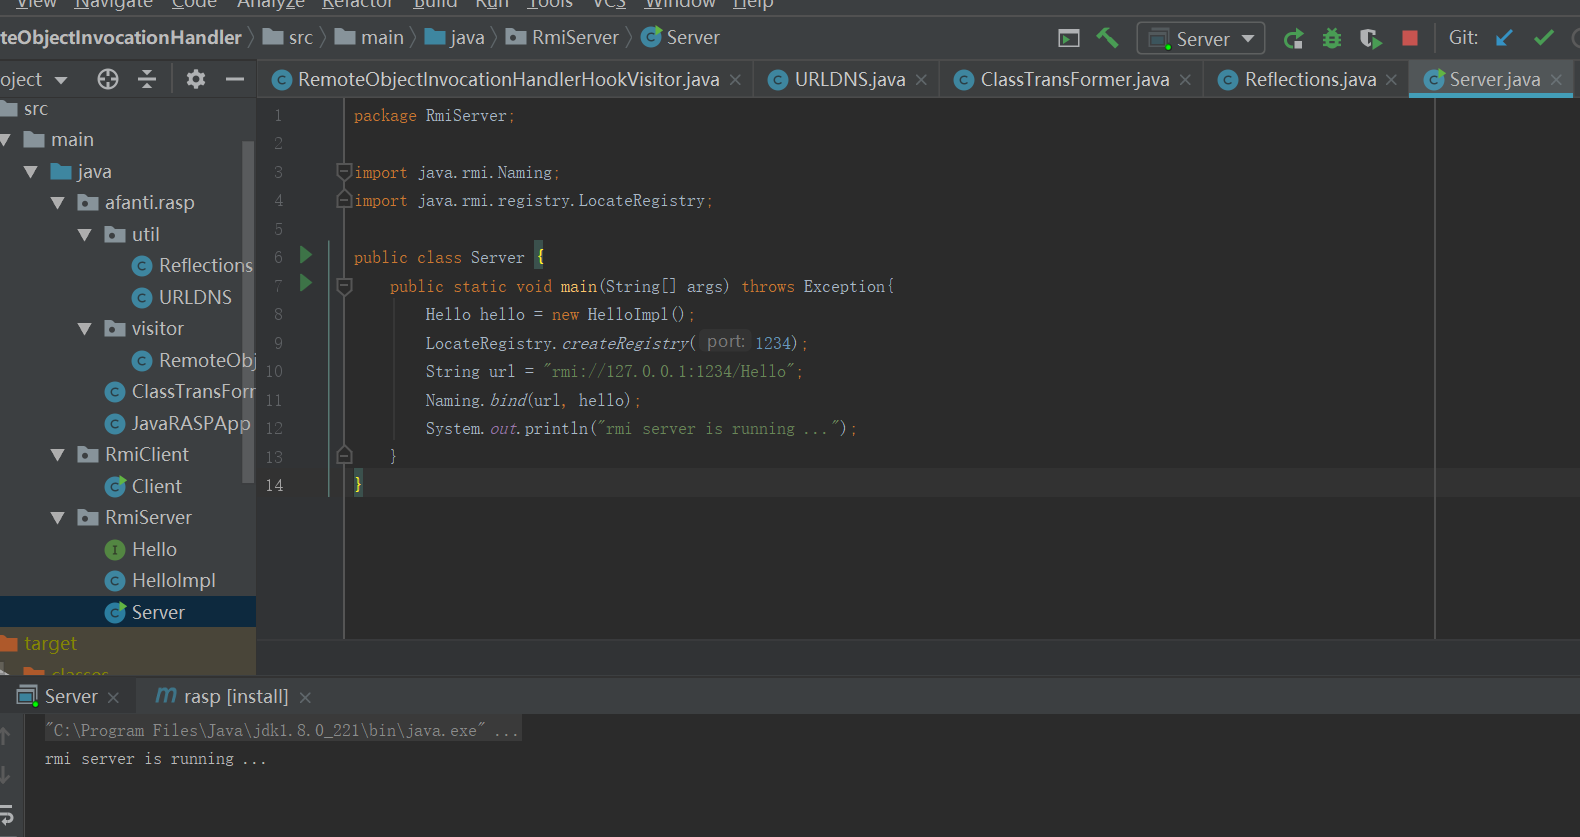 View Navigate Code Analyze Refactor Build Run Tools VCS Window Help
teObjectInvocationHandler src main java RmiServer Server Server Git:
oject RemoteObjectInvocationHandlerHookVisitor.java URLDNS.java ClassTransFormer.java Reflections.java Server.java
src
main
java
afanti.rasp
util
Reflections
URLDNS
visitor
RemoteObj
ClassTransForr
JavaRASPApp
RmiClient
Client
RmiServer
Hello
HelloImpl
Server
target
classes
1 package RmiServer;
2
3 import java.rmi.Naming;
4 import java.rmi.registry.LocateRegistry;
5
6 public class Server {
7 public static void main(String[] args) throws Exception{
8 Hello hello = new HelloImpl();
9 LocateRegistry.createRegistry( port: 1234);
10 String url = "rmi://127.0.0.1:1234/Hello";
11 Naming.bind(url, hello);
12 System.out.println("rmi server is running ...");
13 }
14 }
Server rasp [install]
"C:\Program Files\Java\jdk1.8.0_221\bin\java.exe" ...
rmi server is running ...